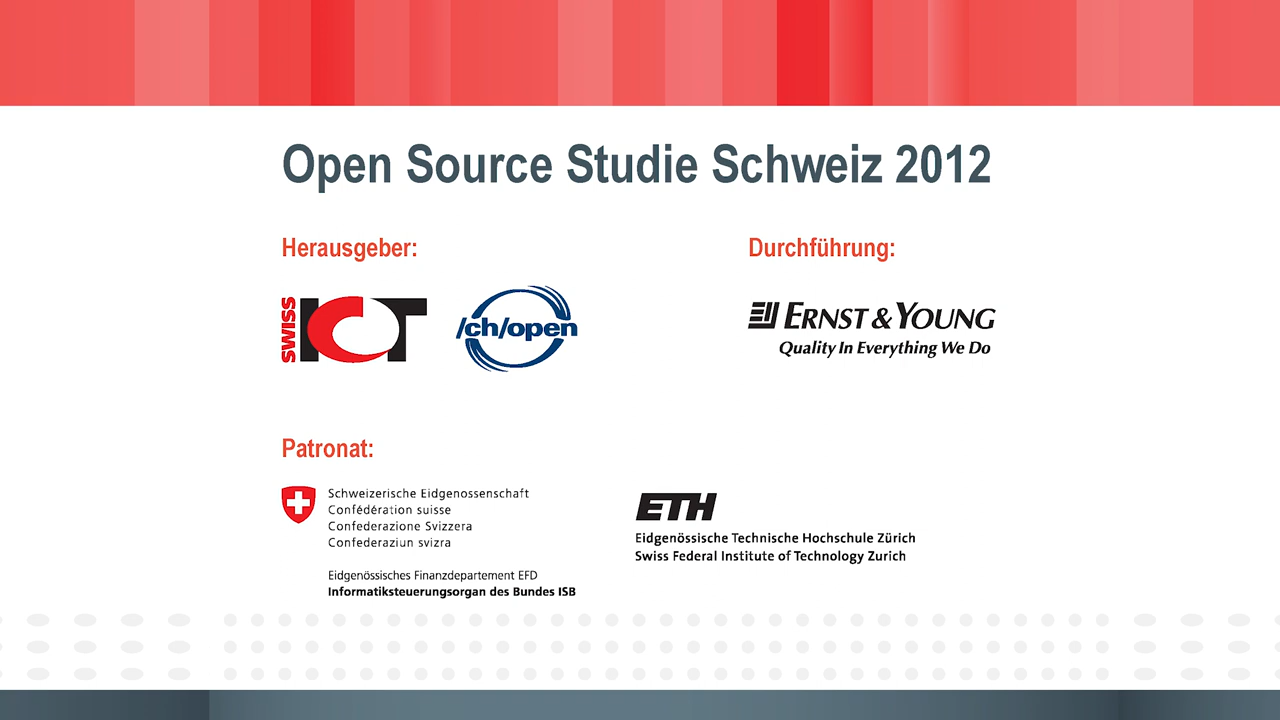 Open Source Studie Schweiz 2012
Herausgeber:
SWISS ICT
/ch/open
Durchführung:
ERNST & YOUNG
Quality In Everything We Do
Patronat:
Schweizerische Eidgenossenschaft
Confédération suisse
Confederazione Svizzera
Confederaziun svizra
Eidgenössisches Finanzdepartement EFD
Informatiksteuerungsorgan des Bundes ISB
ETH
Eidgenössische Technische Hochschule Zürich
Swiss Federal Institute of Technology Zurich